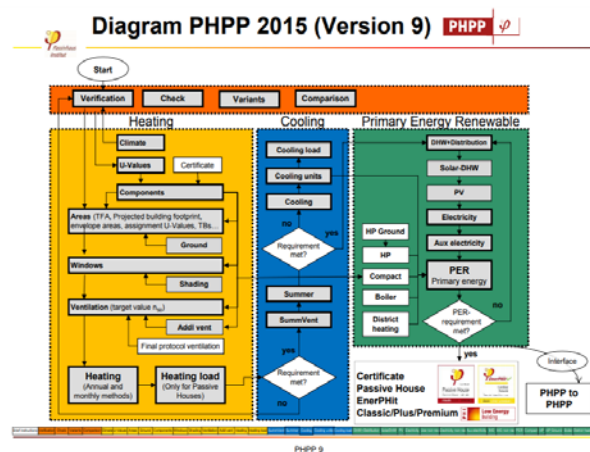 Diagram PHPP 2015 (Version 9)
PHPP
Start
Verification
Check
Variants
Comparison
Heating
Cooling
Primary Energy Renewable
Climate
U-Values
Certificate
Components
Areas (TFA, Projected building footprint,
envelope areas, assignment U-Values, TBs...
Ground
Windows
Shading
Ventilation (target value n50)
Addl vent
Final protocol ventilation
Heating
(Annual and
monthly methods)
Heating load
(Only for Passive
Houses)
Cooling load
Cooling units
Cooling
no
yes
Requirement
met?
Summer
SummVent
yes
Requirement
met?
no
DHW+Distribution
Solar-DHW
PV
Electricity
Aux electricity
HP Ground
HP
Compact
Boiler
District
heating
PER
Primary energy
no
PER-
requirement
met?
yes
Interface
PHPP to
PHPP
Certificate
Passive House
EnerPHit
Classic/Plus/Premium
Low Energy
Building
PHPP 9